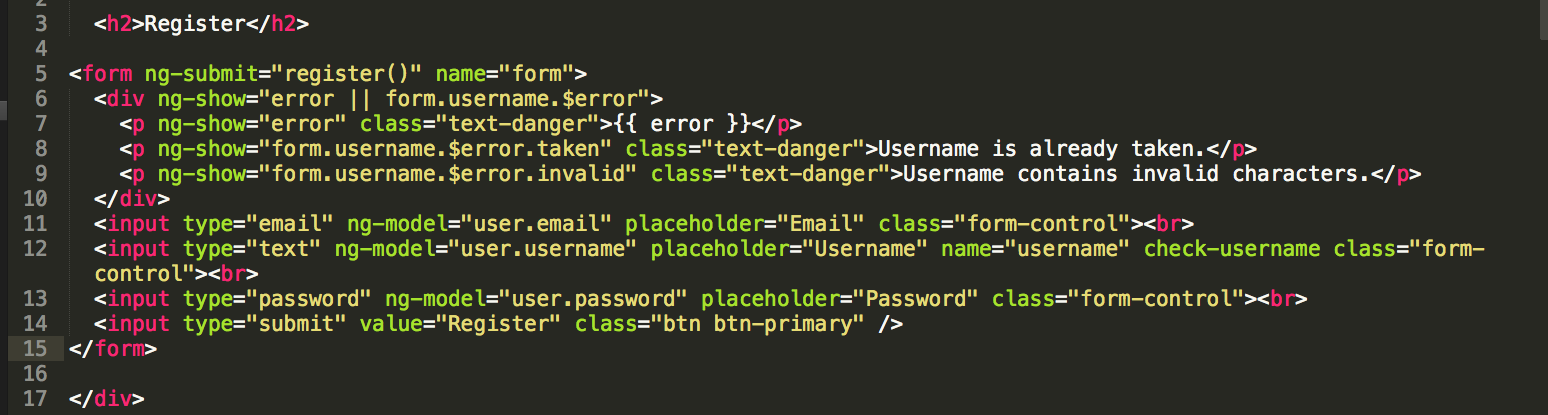 2
3 <h2>Register</h2>
4
5 <form ng-submit="register()" name="form">
6 <div ng-show="error || form.username.$error">
7 <p ng-show="error" class="text-danger">{{ error }}</p>
8 <p ng-show="form.username.$error.taken" class="text-danger">Username is already taken.</p>
9 <p ng-show="form.username.$error.invalid" class="text-danger">Username contains invalid characters.</p>
10 </div>
11 <input type="email" ng-model="user.email" placeholder="Email" class="form-control"><br>
12 <input type="text" ng-model="user.username" placeholder="Username" name="username" check-username class="form-
control"><br>
13 <input type="password" ng-model="user.password" placeholder="Password" class="form-control"><br>
14 <input type="submit" value="Register" class="btn btn-primary" />
15 </form>
16
17 </div>